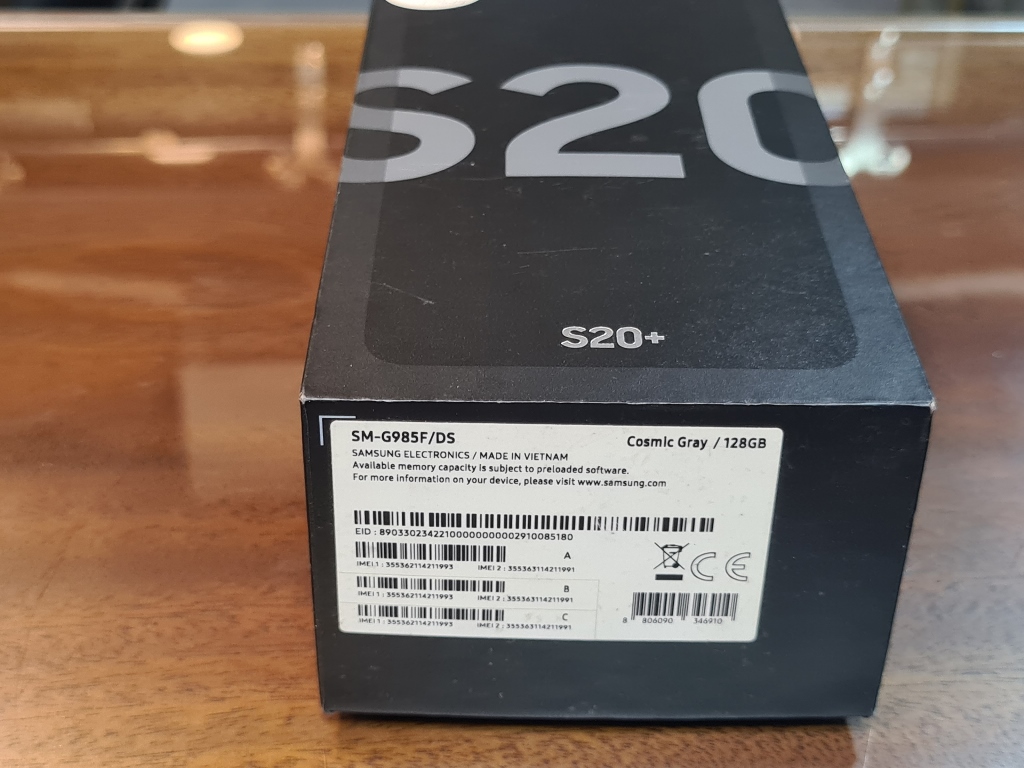 S20
S20+
SM-G985F/DS
Cosmic Gray / 128GB
SAMSUNG ELECTRONICS / MADE IN VIETNAM
Available memory capacity is subject to preloaded software.
For more information on your device, please visit www.samsung.com
EID : 89033023422100000000002910085180
A
IMEI 1 : 355362114211993 IMEI 2 : 355363114211991
B
IMEI 1 : 355362114211993 IMEI 2 : 355363114211991
C
IMEI 1 : 355362114211993 IMEI 2 : 355363114211991
CE
8 806090 346910